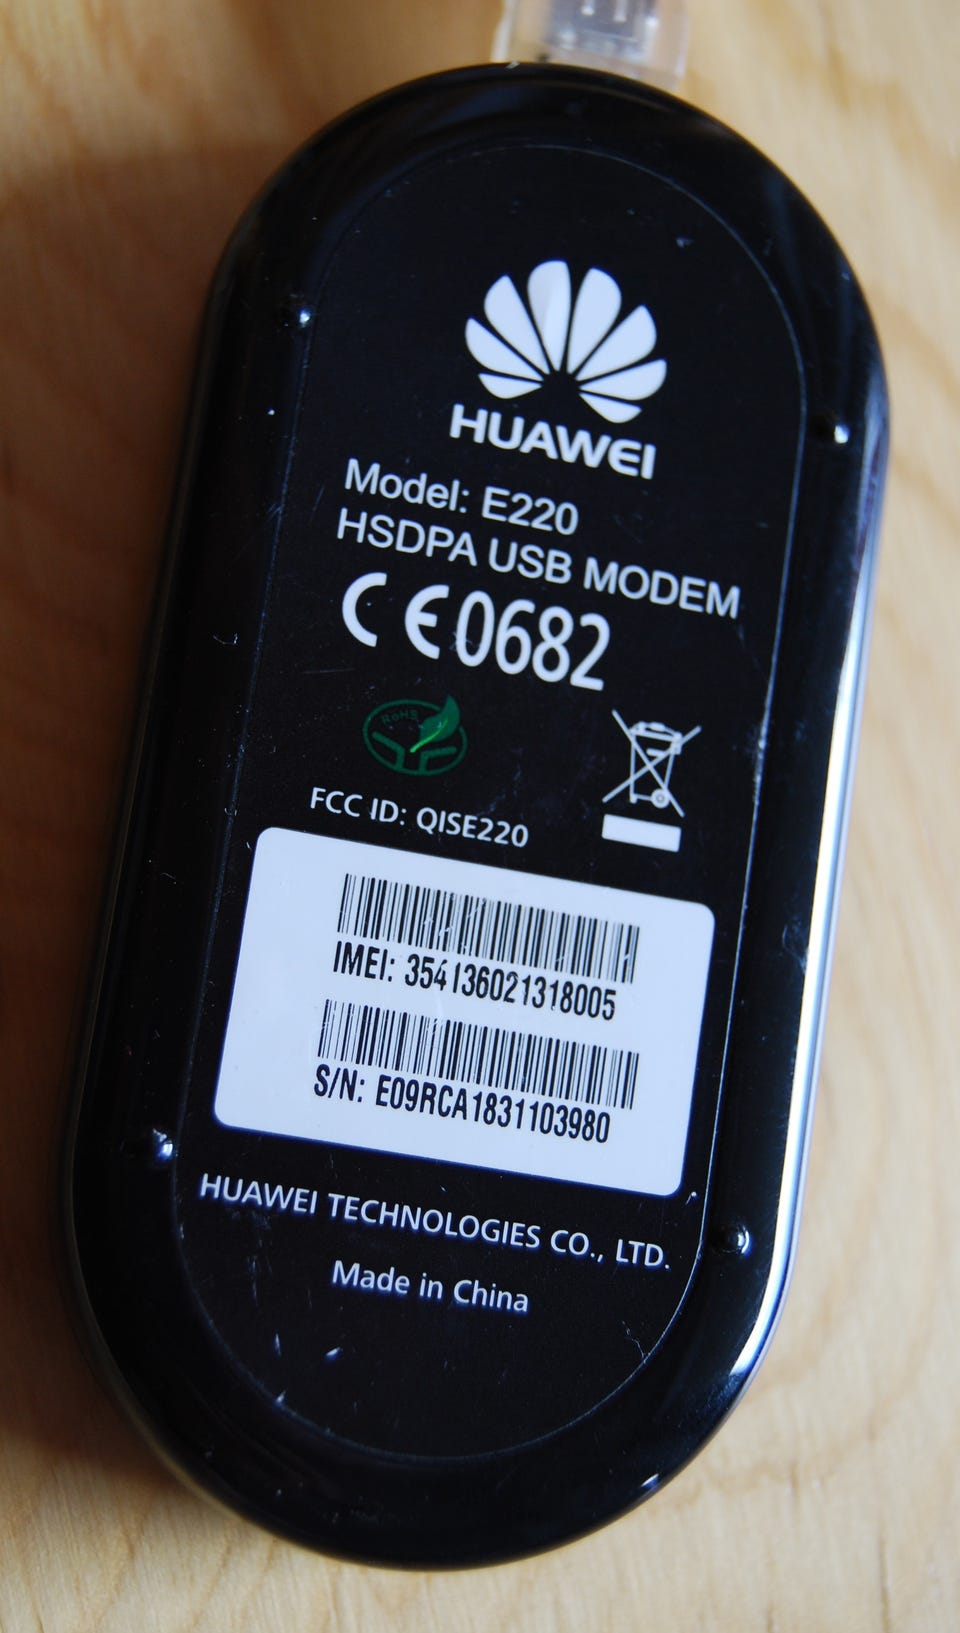 HUAWEI
Model: E220
HSDPA USB MODEM
CE0682
RoHS
FCC ID: QISE220
IMEI: 354136021318005
S/N: E09RCA1831103980
HUAWEI TECHNOLOGIES CO., LTD.
Made in China